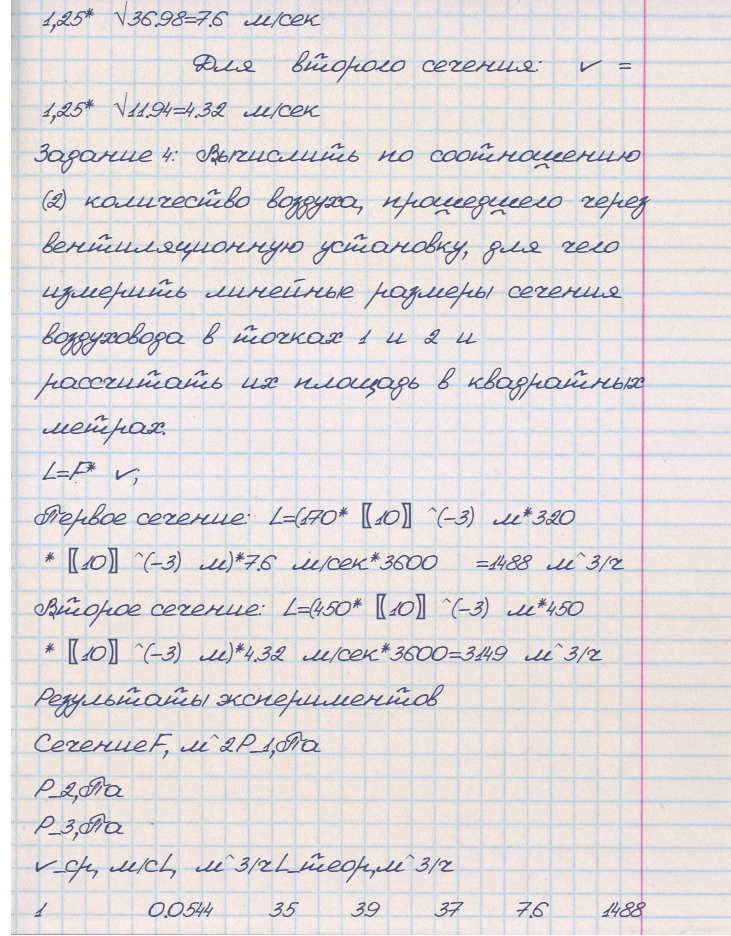 1,25* √36.98=7.6 м/сек
Для второго сечения: v =
1,25* √11.94=4.32 м/сек
Задание 4: Вычислить по соотношению
(2) количество воздуха, прошедшего через
вентиляционную установку, для чего
измерить линейные размеры сечения
воздуховода в точках 1 и 2 и
рассчитать их площадь в квадратных
метрах.
L=F* v;
Первое сечение: L=(170* 〖10〗 ^(-3) м*320
* 〖10〗 ^(-3) м)*7.6 м/сек*3600 =1488 м^3/ч
Второе сечение: L=(450* 〖10〗 ^(-3) м*450
* 〖10〗 ^(-3) м)*4.32 м/сек*3600=3149 м^3/ч
Результаты экспериментов
СечениеF, м^2P_1,Па
P_2,Па
P_3,Па
v_ср, м/сL, м^3/чL_теор,м^3/ч
1 0.0544 35 39 37 7.6 1488